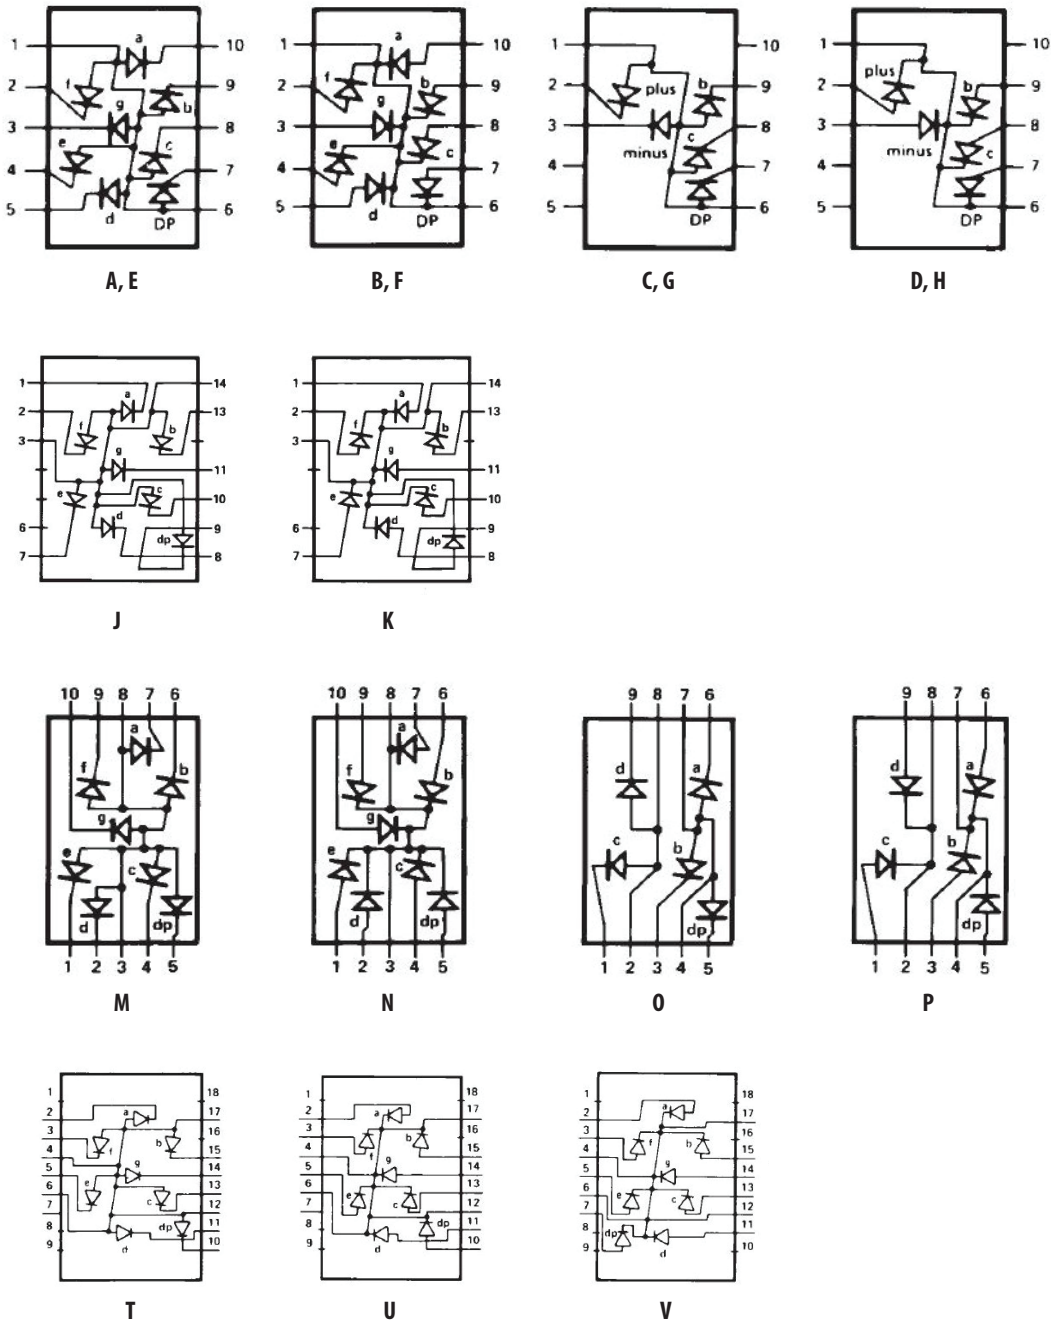 1 a 10 1 a 10 1 10 1 10
2 f 9 2 f b 9 2 plus b 9 2 plus b 9
g b g
3 8 3 8 3 8 3 8
e c e c minus c minus c
4 7 4 7 4 7 4 7
5 d DP 6 5 d DP 6 5 DP 6 5 DP 6
A, E B, F C, G D, H
1 14 1 14
2 a 13 2 a 13
f b f b
3 3
g 11 g 11
e c 10 e c 10
6 d 9 6 d 9
dp dp
7 8 7 8
J K
10 9 8 7 6 10 9 8 7 6 9 8 7 6 9 8 7 6
a a
f b f b d a d a
g g
e c e c c b c b
d dp d dp dp dp
1 2 3 4 5 1 2 3 4 5 1 2 3 4 5 1 2 3 4 5
M N O P
1 18 1 18 1 18
2 a 17 2 a 17 2 a 17
3 16 3 16 3 16
f b f b f b
4 15 4 15 4 15
5 g 14 5 g 14 5 g 14
6 e c 13 6 e c 13 6 e c 13
7 12 7 12 7 12
8 dp 11 8 dp 11 8 dp 11
9 d 10 9 d 10 9 d 10
T U V